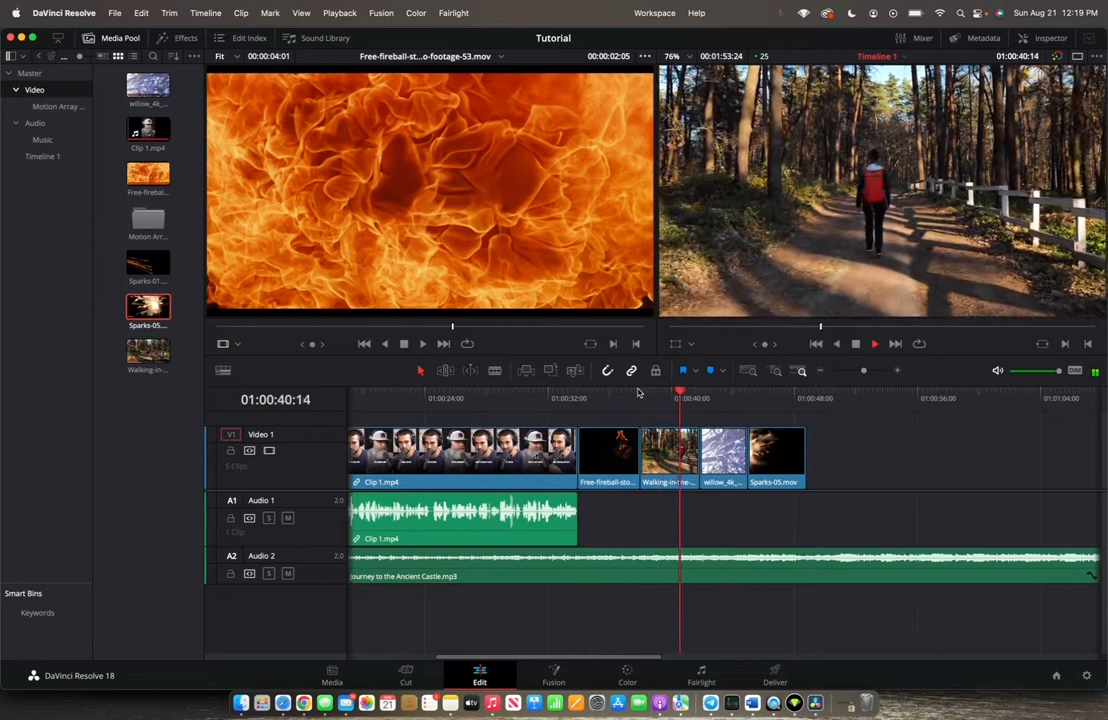 DaVinci Resolve File Edit Trim Timeline Clip Mark View Playback Fusion Color Fairlight Workspace Help Sun Aug 21 12:19 PM
Media Pool Effects Edit Index Sound Library Tutorial Mixer Metadata Inspector
Fit 00:00:04:01 Free-fireball-st...o-footage-53.mov 00:00:02:05 76% 00:01:53:24 25 Timeline 1 01:00:40:14
Master
Video
Motion Array ...
Audio
Music
Timeline 1
willow_4k_...
Clip 1.mp4
Free-firebal...
Motion Arr...
Sparks-01....
Sparks-05....
Walking-in...
DIM
01:00:40:14
01:00:24:00 01:00:32:00 01:00:40:00 01:00:48:00 01:00:56:00 01:01:04:00
V1 Video 1
5 Clips
Clip 1.mp4 Free-fireball-sto... Walking-in-the-... willow_4k_... Sparks-05.mov
A1 Audio 1 2.0
S M
1 Clip
Clip 1.mp4
A2 Audio 2 2.0
S M
Journey to the Ancient Castle.mp3
Smart Bins
Keywords
DaVinci Resolve 18
Media Cut Edit Fusion Color Fairlight Deliver